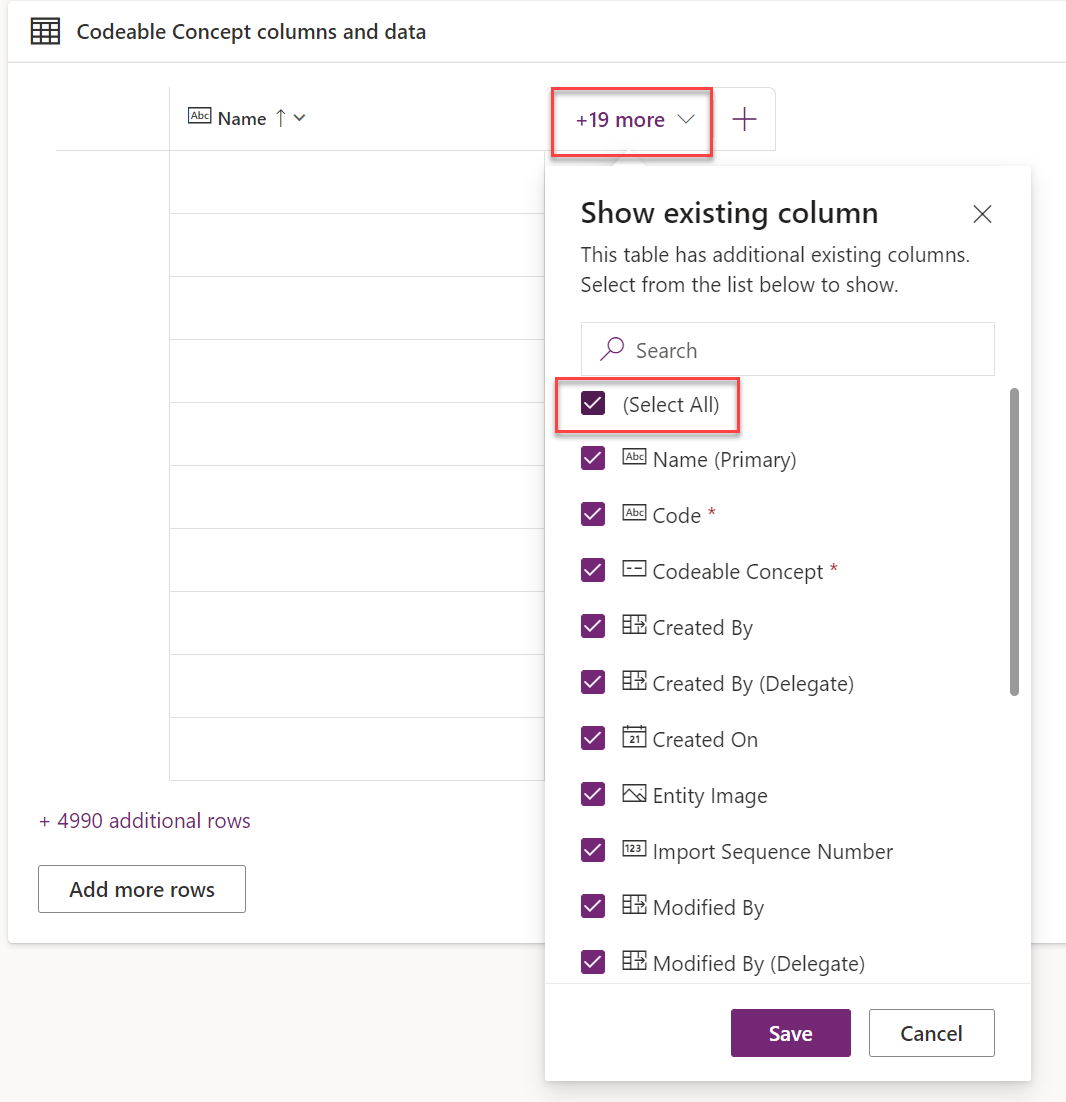 Codeable Concept columns and data
Abc Name
+19 more
Show existing column
This table has additional existing columns.
Select from the list below to show.
Search
(Select All)
Abc Name (Primary)
Abc Code *
Codeable Concept *
Created By
Created By (Delegate)
21 Created On
Entity Image
123 Import Sequence Number
Modified By
Modified By (Delegate)
+ 4990 additional rows
Add more rows
Save
Cancel